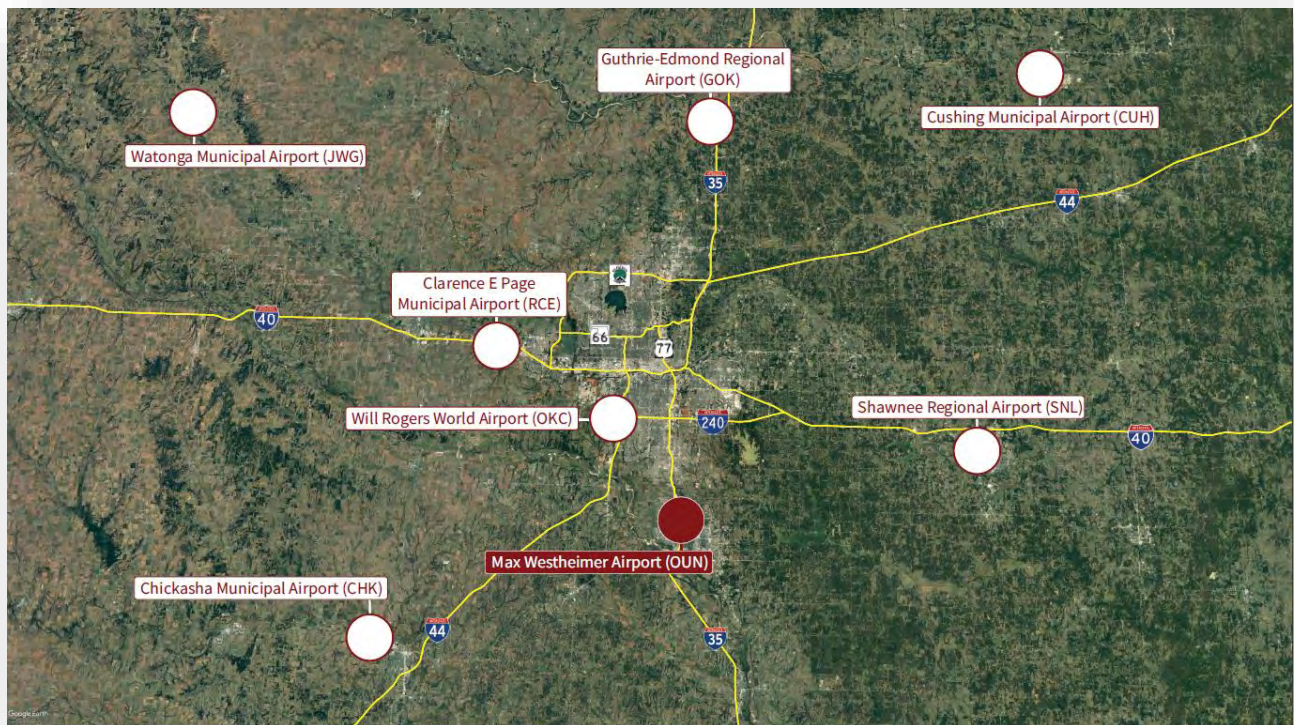 Guthrie-Edmond Regional
Airport (GOK)
Cushing Municipal Airport (CUH)
Watonga Municipal Airport (JWG)
35
44
Clarence E Page
Municipal Airport (RCE)
40
66
77
Will Rogers World Airport (OKC)
240
Shawnee Regional Airport (SNL)
40
Max Westheimer Airport (OUN)
Chickasha Municipal Airport (CHK)
44
35
Google Earth